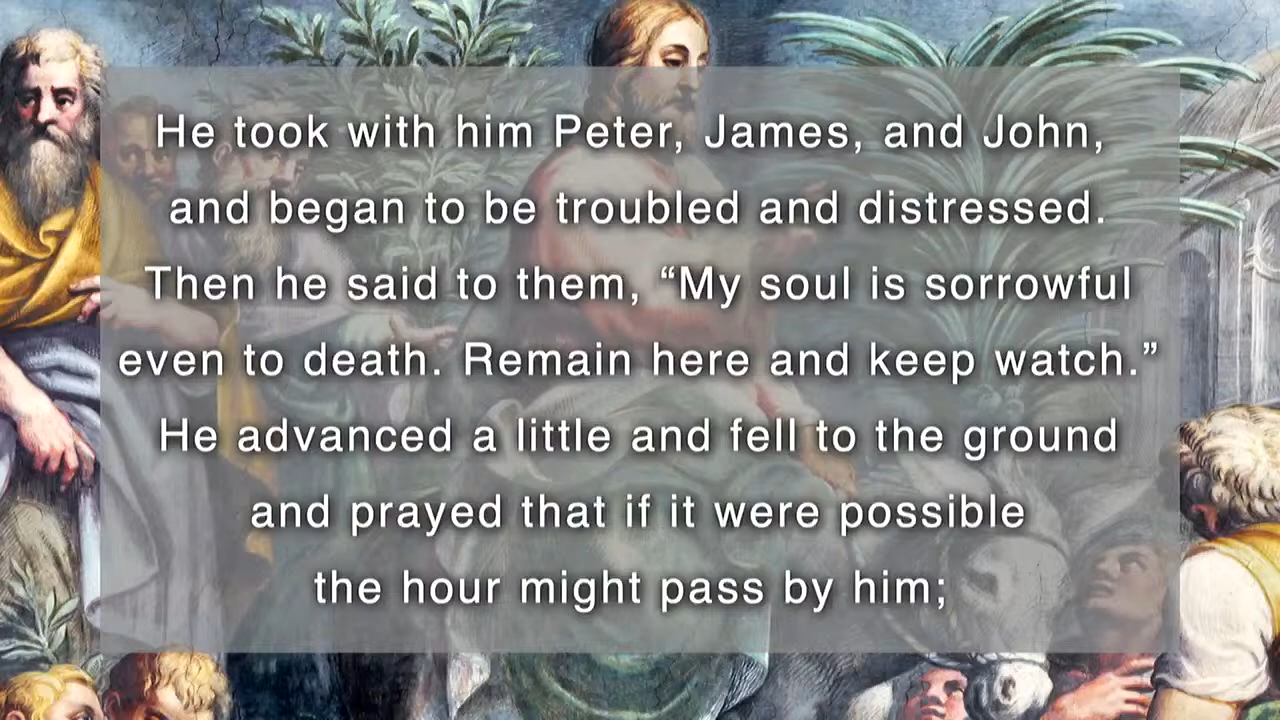 He took with him Peter, James, and John,
and began to be troubled and distressed.
Then he said to them, “My soul is sorrowful
even to death. Remain here and keep watch.”
He advanced a little and fell to the ground
and prayed that if it were possible
the hour might pass by him;